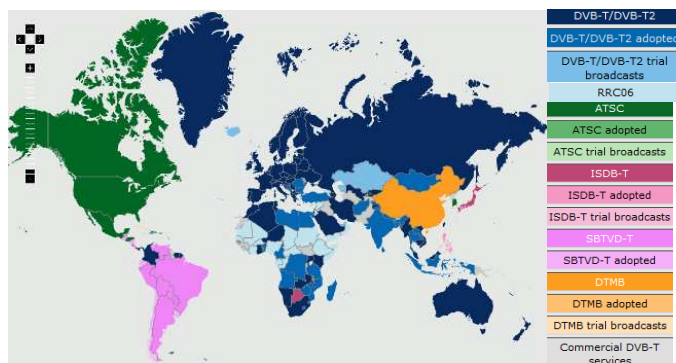 DVB-T/DVB-T2
DVB-T/DVB-T2 adopted
DVB-T/DVB-T2 trial
broadcasts
RRC06
ATSC
ATSC adopted
ATSC trial broadcasts
ISDB-T
ISDB-T adopted
ISDB-T trial broadcasts
SBTVD-T
SBTVD-T adopted
DTMB
DTMB adopted
DTMB trial broadcasts
Commercial DVB-T
services